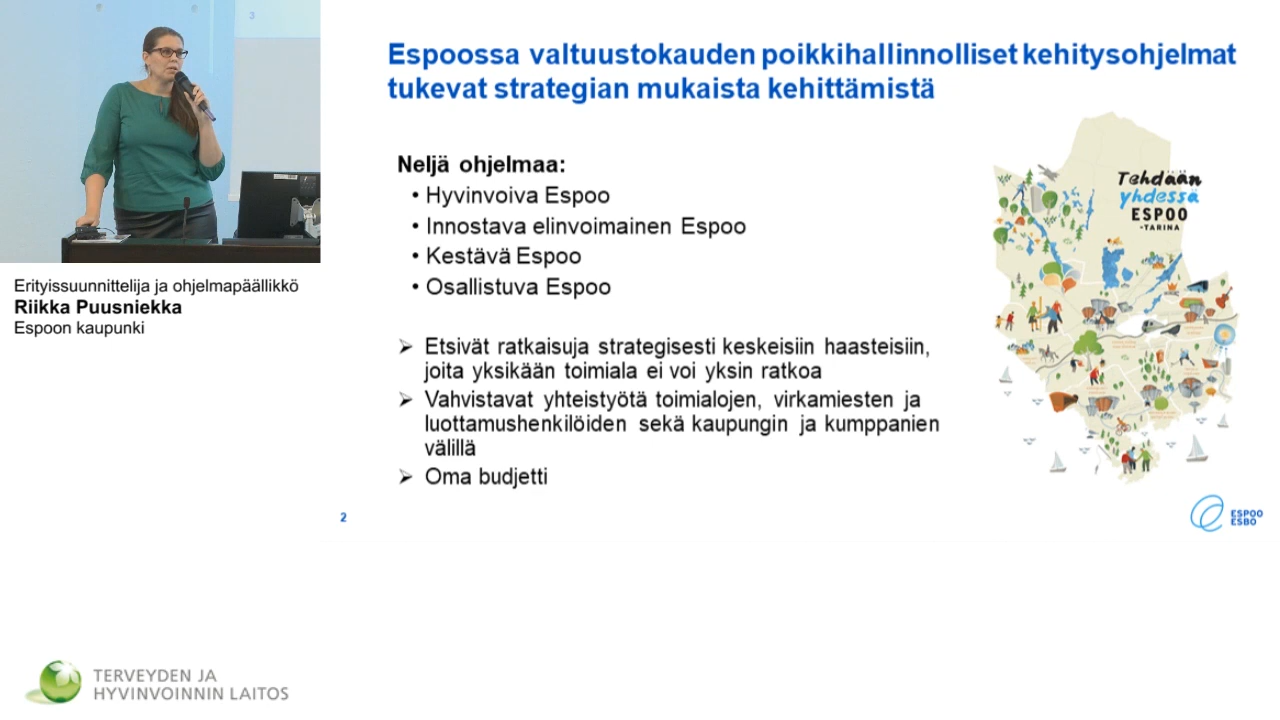 3
Erityissuunnittelija ja ohjelmapäällikkö
Riikka Puusniekka
Espoon kaupunki
Espoossa valtuustokauden poikkihallinnolliset kehitysohjelmat
tukevat strategian mukaista kehittämistä
Neljä ohjelmaa:
• Hyvinvoiva Espoo
• Innostava elinvoimainen Espoo
• Kestävä Espoo
• Osallistuva Espoo
➢ Etsivät ratkaisuja strategisesti keskeisiin haasteisiin,
joita yksikään toimiala ei voi yksin ratkoa
➢ Vahvistavat yhteistyötä toimialojen, virkamiesten ja
luottamushenkilöiden sekä kaupungin ja kumppanien
välillä
➢ Oma budjetti
Tehdään
yhdessä
ESPOO
-TARINA
2
ESPOO
ESBO
TERVEYDEN JA
HYVINVOINNIN LAITOS